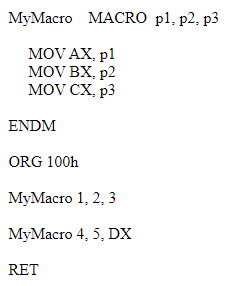 MyMacro    MACRO  p1, p2, p3
MOV AX, p1
MOV BX, p2
MOV CX, p3
ENDM
ORG 100h
MyMacro 1, 2, 3
MyMacro 4, 5, DX
RET